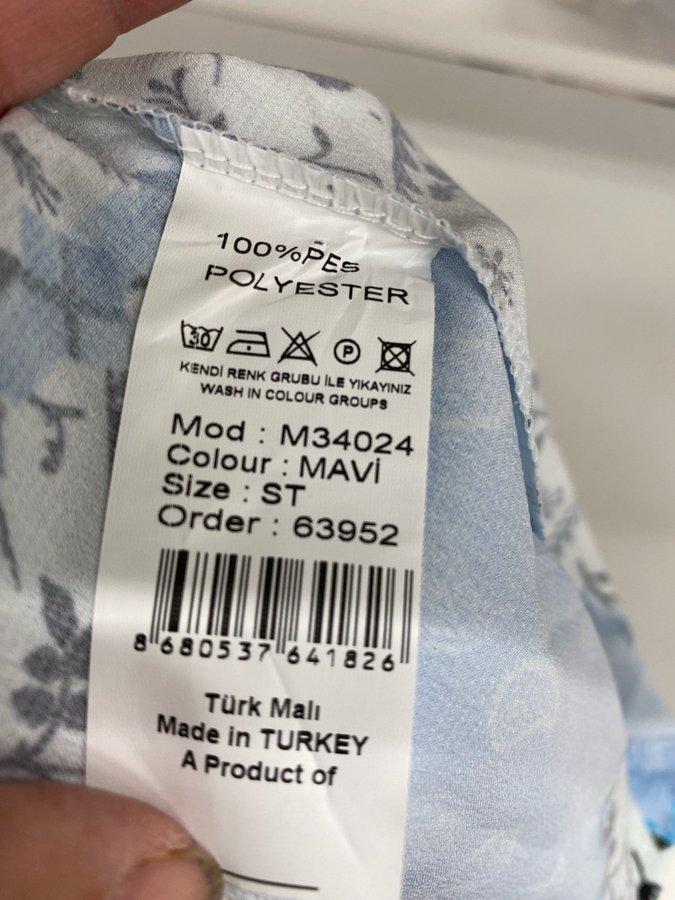 100%PEs
POLYESTER
30 P
KENDİ RENK GRUBU İLE YIKAYINIZ
WASH IN COLOUR GROUPS
Mod : M34024
Colour : MAVİ
Size : ST
Order : 63952
8 680537 641826
Türk Malı
Made in TURKEY
A Product of